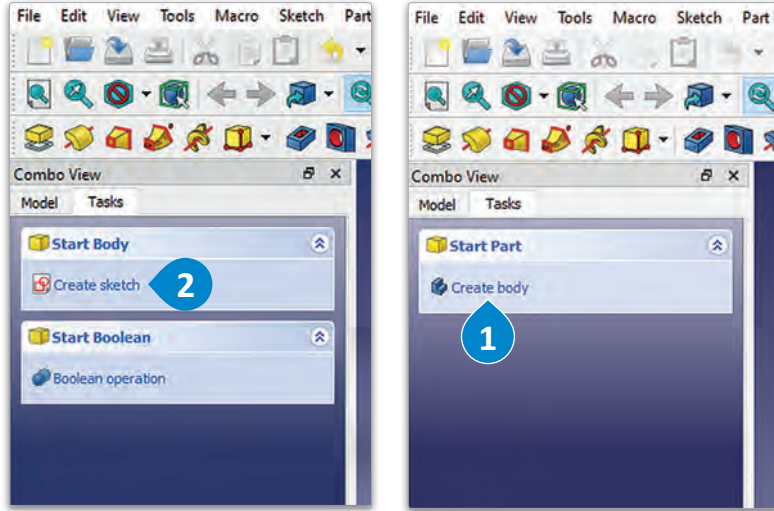 File Edit View Tools Macro Sketch Part
Combo View
Model Tasks
Start Body
Create sketch
2
Start Boolean
Boolean operation
File Edit View Tools Macro Sketch Part
Combo View
Model Tasks
Start Part
Create body
1